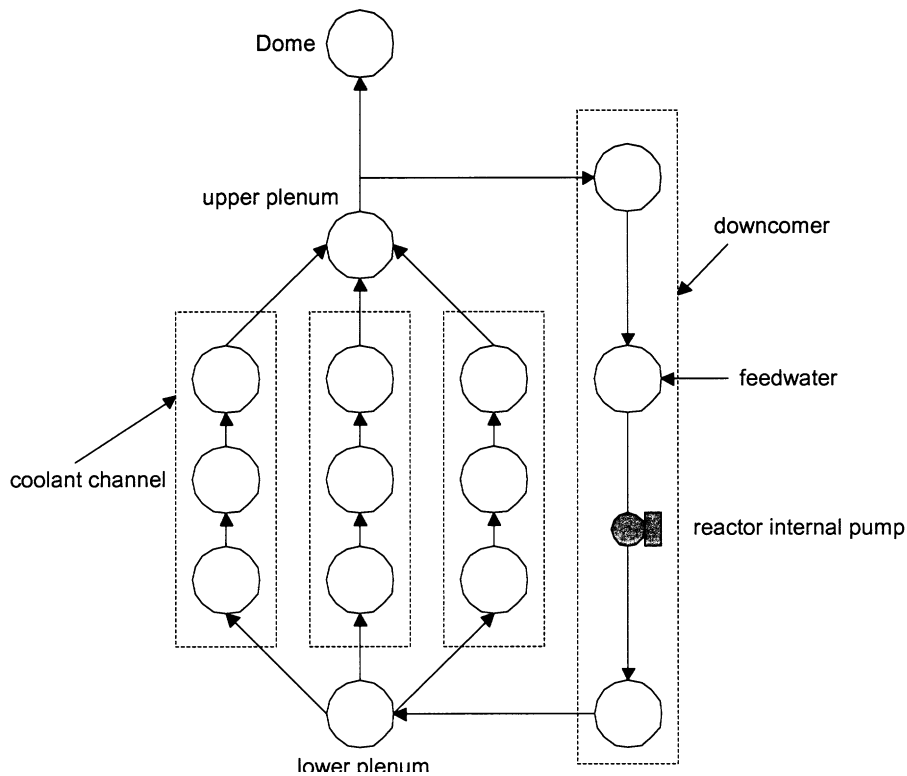 Dome
upper plenum
downcomer
feedwater
coolant channel
reactor internal pump
lower plenum